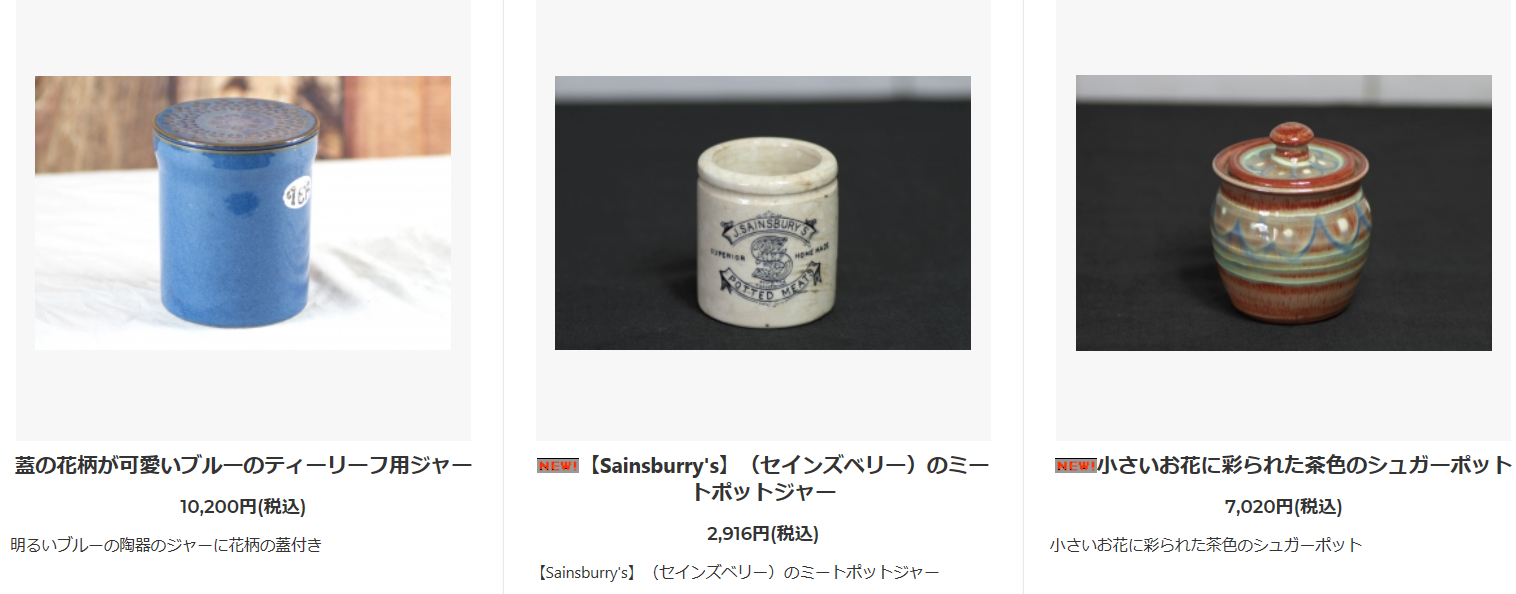 TEA
J. SAINSBURY'S
SUPERIOR
HOME MADE
POTTED MEATS
蓋の花柄が可愛いブルーのティーリーフ用ジャー
10,200円(税込)
明るいブルーの陶器のジャーに花柄の蓋付き
NEW!【Sainsburry's】（セインズベリー）のミー
トポットジャー
2,916円(税込)
【Sainsburry's】（セインズベリー）のミートポットジャー
NEW!小さいお花に彩られた茶色のシュガーポット
7,020円(税込)
小さいお花に彩られた茶色のシュガーポット